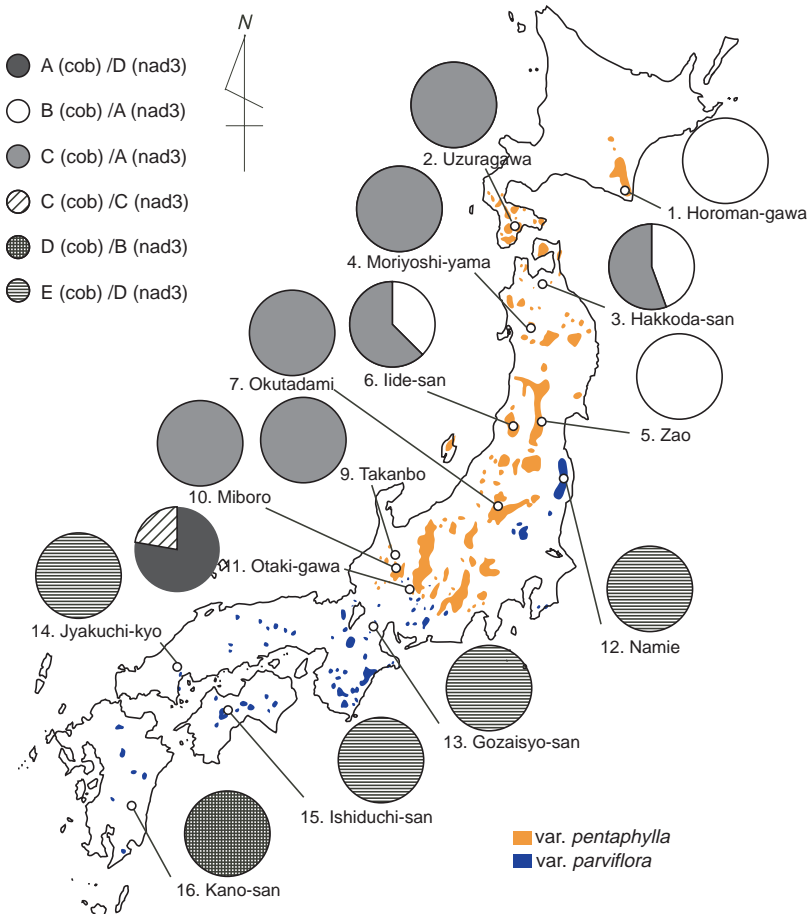 N
A (cob) /D (nad3)
B (cob) /A (nad3)
C (cob) /A (nad3)
C (cob) /C (nad3)
D (cob) /B (nad3)
E (cob) /D (nad3)
2. Uzuragawa
1. Horoman-gawa
4. Moriyoshi-yama
3. Hakkoda-san
7. Okutadami
6. Iide-san
5. Zao
9. Takanbo
10. Miboro
11. Otaki-gawa
14. Jyakuchi-kyo
12. Namie
13. Gozaisyo-san
15. Ishiduchi-san
16. Kano-san
var. pentaphylla
var. parviflora